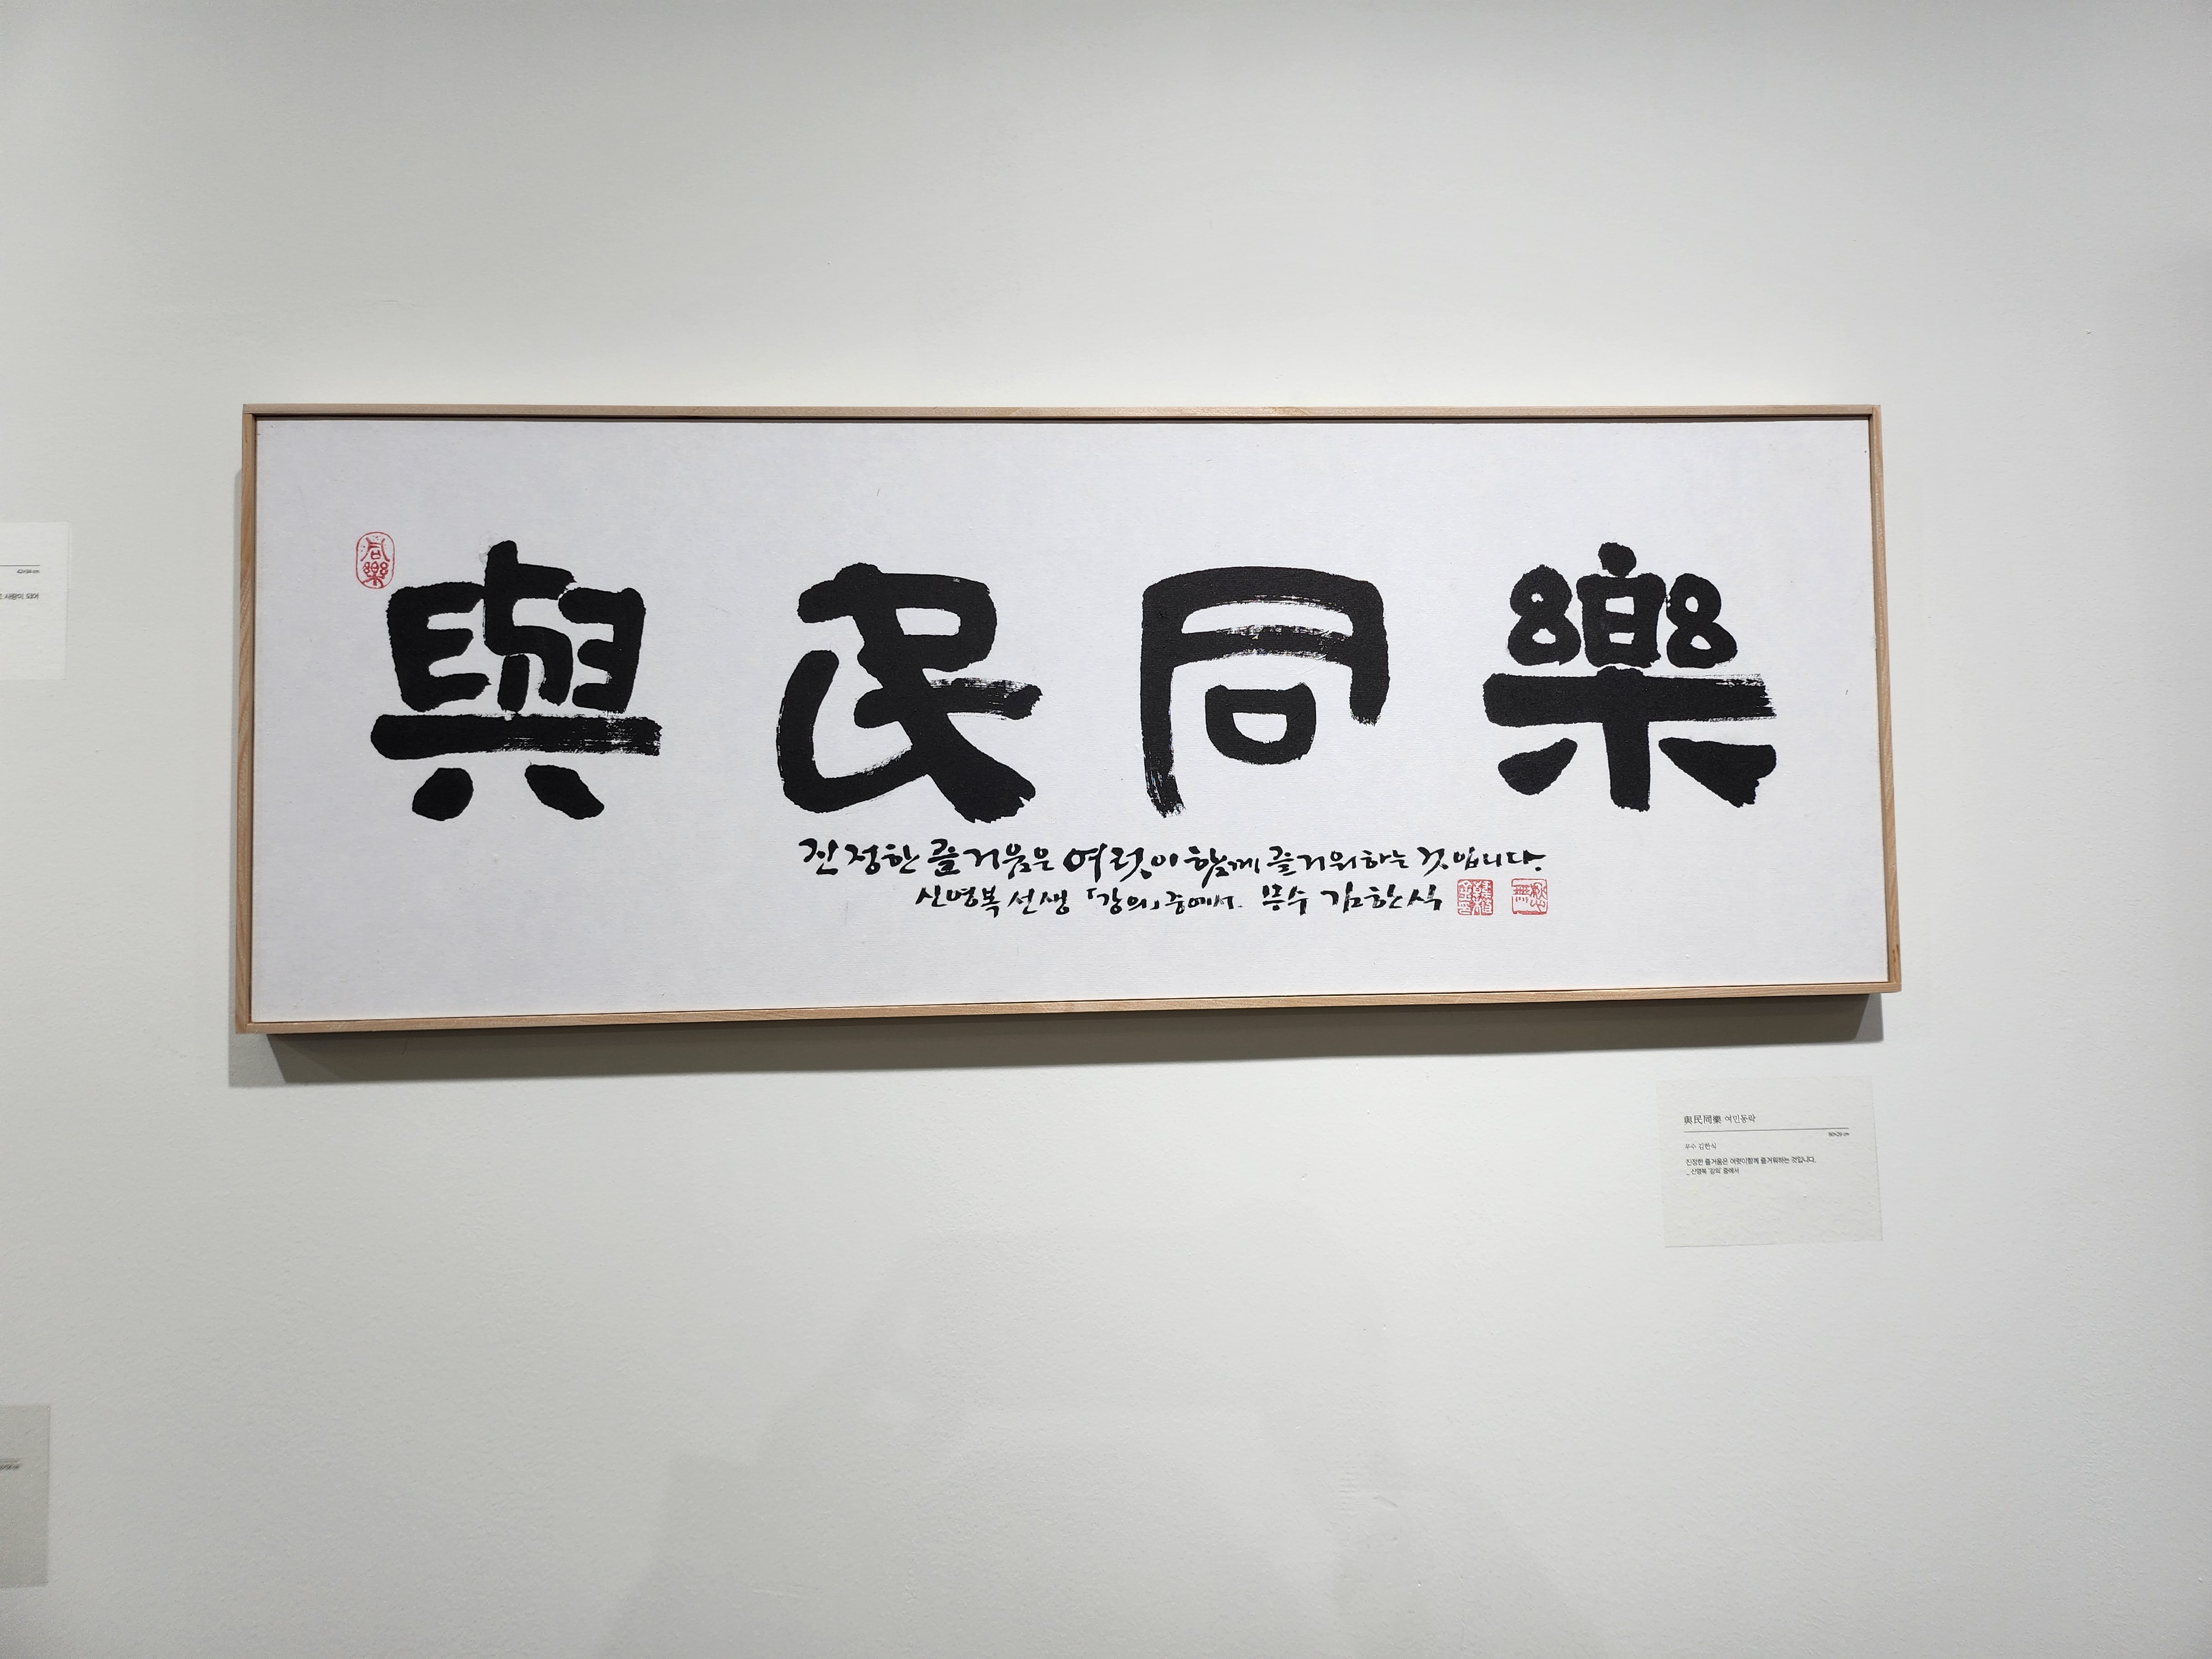 與民同樂
同樂
진정한 즐거움은 여럿이 함께 즐거워하는 것입니다.
신영복 선생 「강의」 중에서. 김한식
與民同樂 여민동락
김한식
진정한 즐거움은 여럿이함께 즐거워하는 것입니다.
_ 신영복 '강의' 중에서